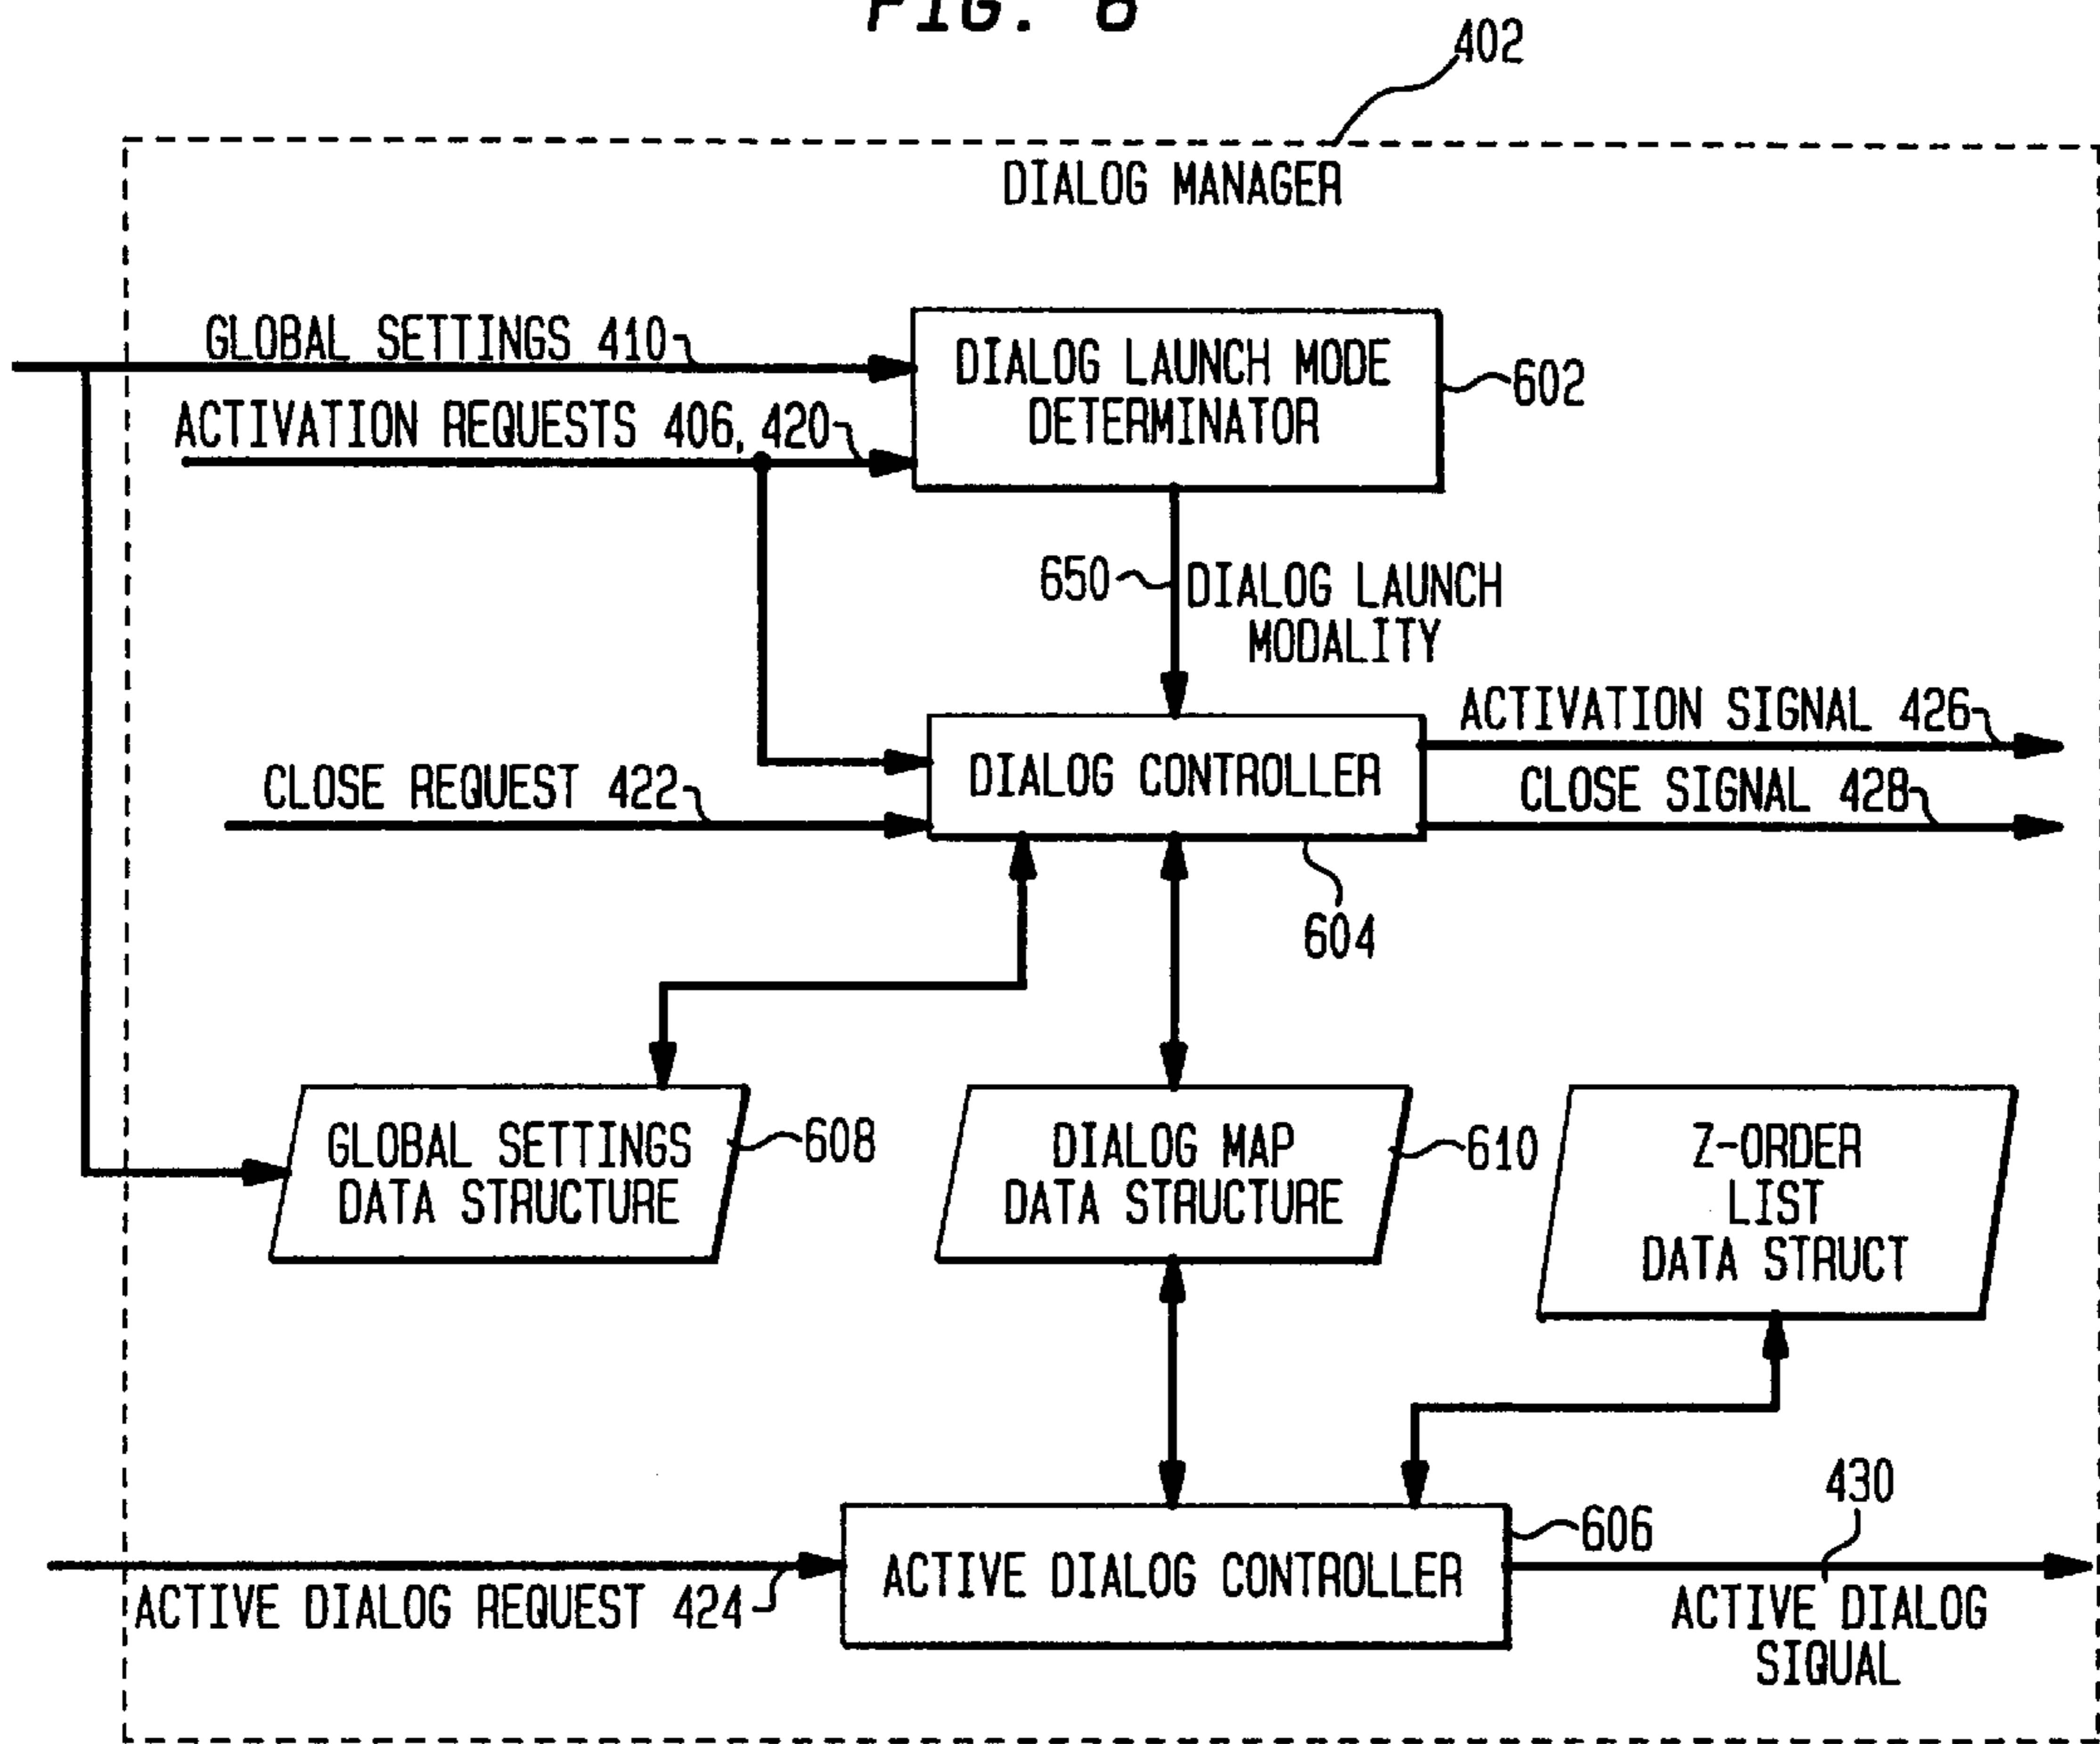 FIG. 6
402
DIALOG MANAGER
GLOBAL SETTINGS 410
DIALOG LAUNCH MODE
DETERMINATOR
602
ACTIVATION REQUESTS 406, 420
650
DIALOG LAUNCH
MODALITY
ACTIVATION SIGNAL 426
DIALOG CONTROLLER
CLOSE REQUEST 422
CLOSE SIGNAL 428
604
GLOBAL SETTINGS
DATA STRUCTURE
608
DIALOG MAP
DATA STRUCTURE
610
Z-ORDER
LIST
DATA STRUCT
430
606
ACTIVE DIALOG CONTROLLER
ACTIVE DIALOG REQUEST 424
ACTIVE DIALOG
SIQUAL